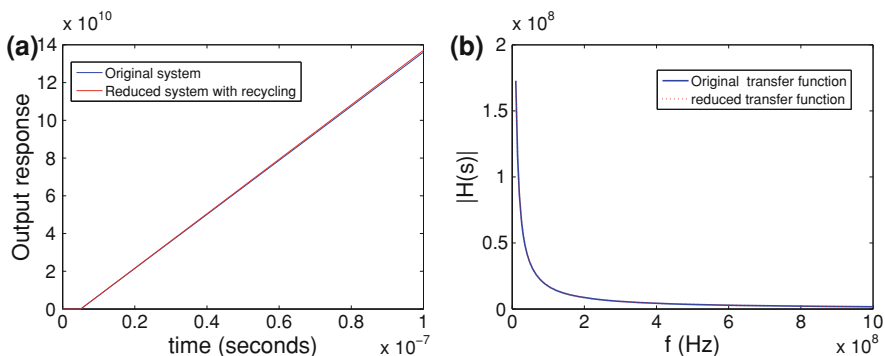 (a)
x 10^10
14
12
10
8
6
4
2
0
Output response
Original system
Reduced system with recycling
0
0.2
0.4
0.6
0.8
1
time (seconds)
x 10^-7
(b)
x 10^8
2
1.5
1
0.5
0
|H(s)|
Original transfer function
reduced transfer function
0
2
4
6
8
10
f (Hz)
x 10^8